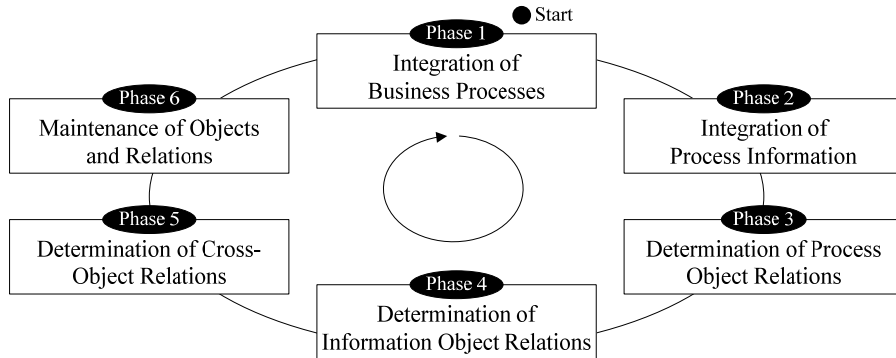 Start
Phase 1
Integration of
Business Processes
Phase 2
Integration of
Process Information
Phase 3
Determination of Process
Object Relations
Phase 4
Determination of
Information Object Relations
Phase 5
Determination of Cross-
Object Relations
Phase 6
Maintenance of Objects
and Relations